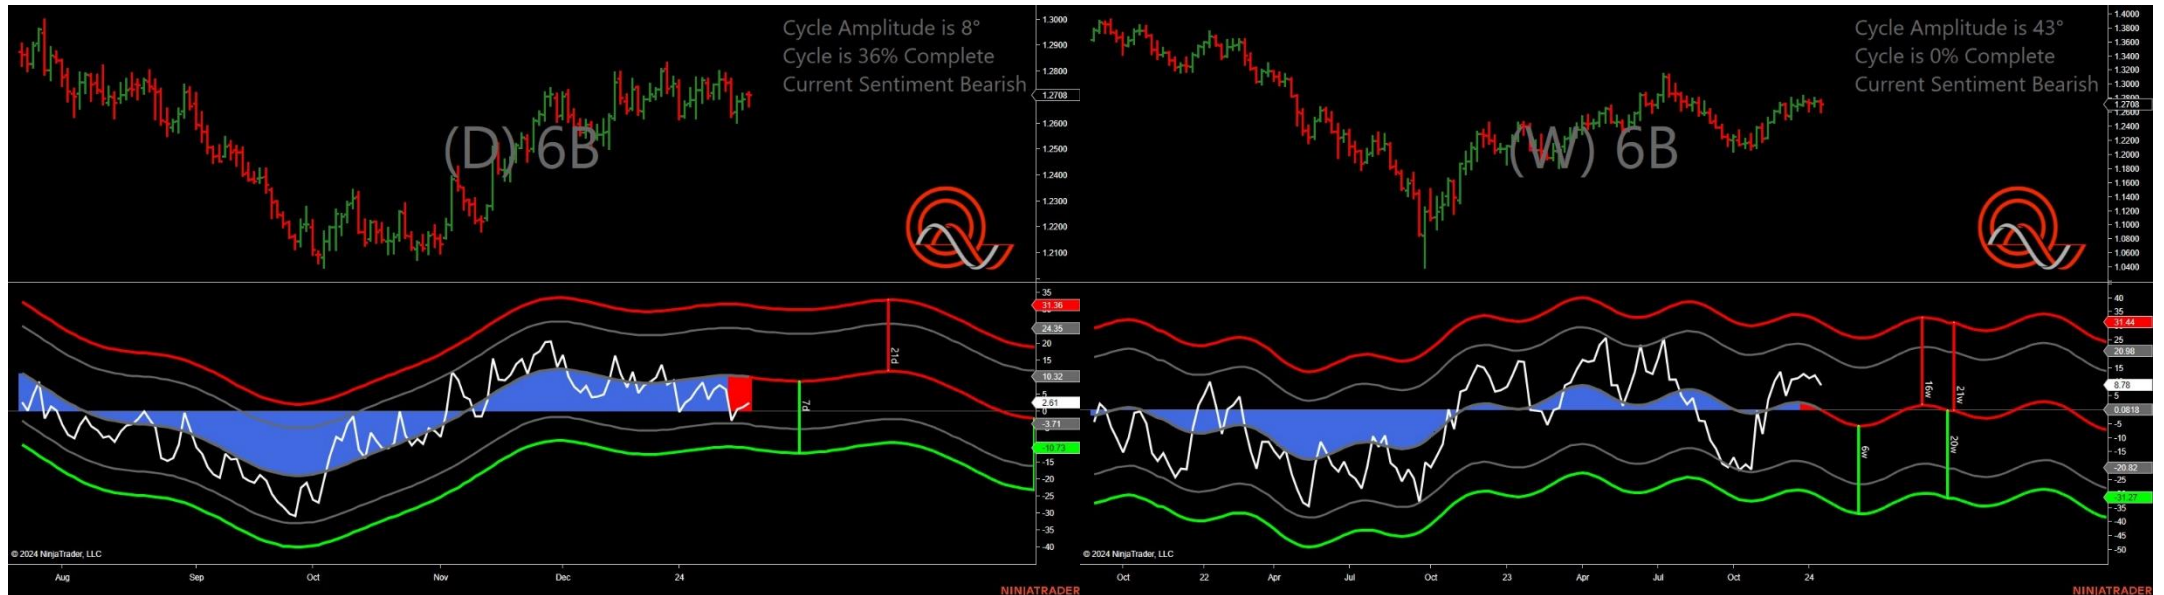 Cycle Amplitude is 8°
Cycle is 36% Complete
Current Sentiment Bearish
(D) 6B
1.3000
1.2900
1.2800
1.2708
1.2600
1.2500
1.2400
1.2300
1.2200
1.2100
35
31.36
24.35
20
15
10.32
5
2.61
0
-3.71
-10.73
-15
-20
-25
-30
-35
-40
21d
7d
© 2024 NinjaTrader, LLC
Aug
Sep
Oct
Nov
Dec
24
NINJATRADER
Cycle Amplitude is 43°
Cycle is 0% Complete
Current Sentiment Bearish
(W) 6B
1.4000
1.3800
1.3600
1.3400
1.3200
1.3000
1.2708
1.2400
1.2200
1.2000
1.1800
1.1600
1.1400
1.1200
1.1000
1.0800
1.0600
1.0400
40
35
31.44
25
20.98
15
8.78
5
0.0818
-5
-10
-15
-20.82
-25
-31.27
-35
-40
-45
-50
16w
21w
6w
20w
© 2024 NinjaTrader, LLC
Oct
22
Apr
Jul
Oct
23
Apr
Jul
Oct
24
NINJATRADER